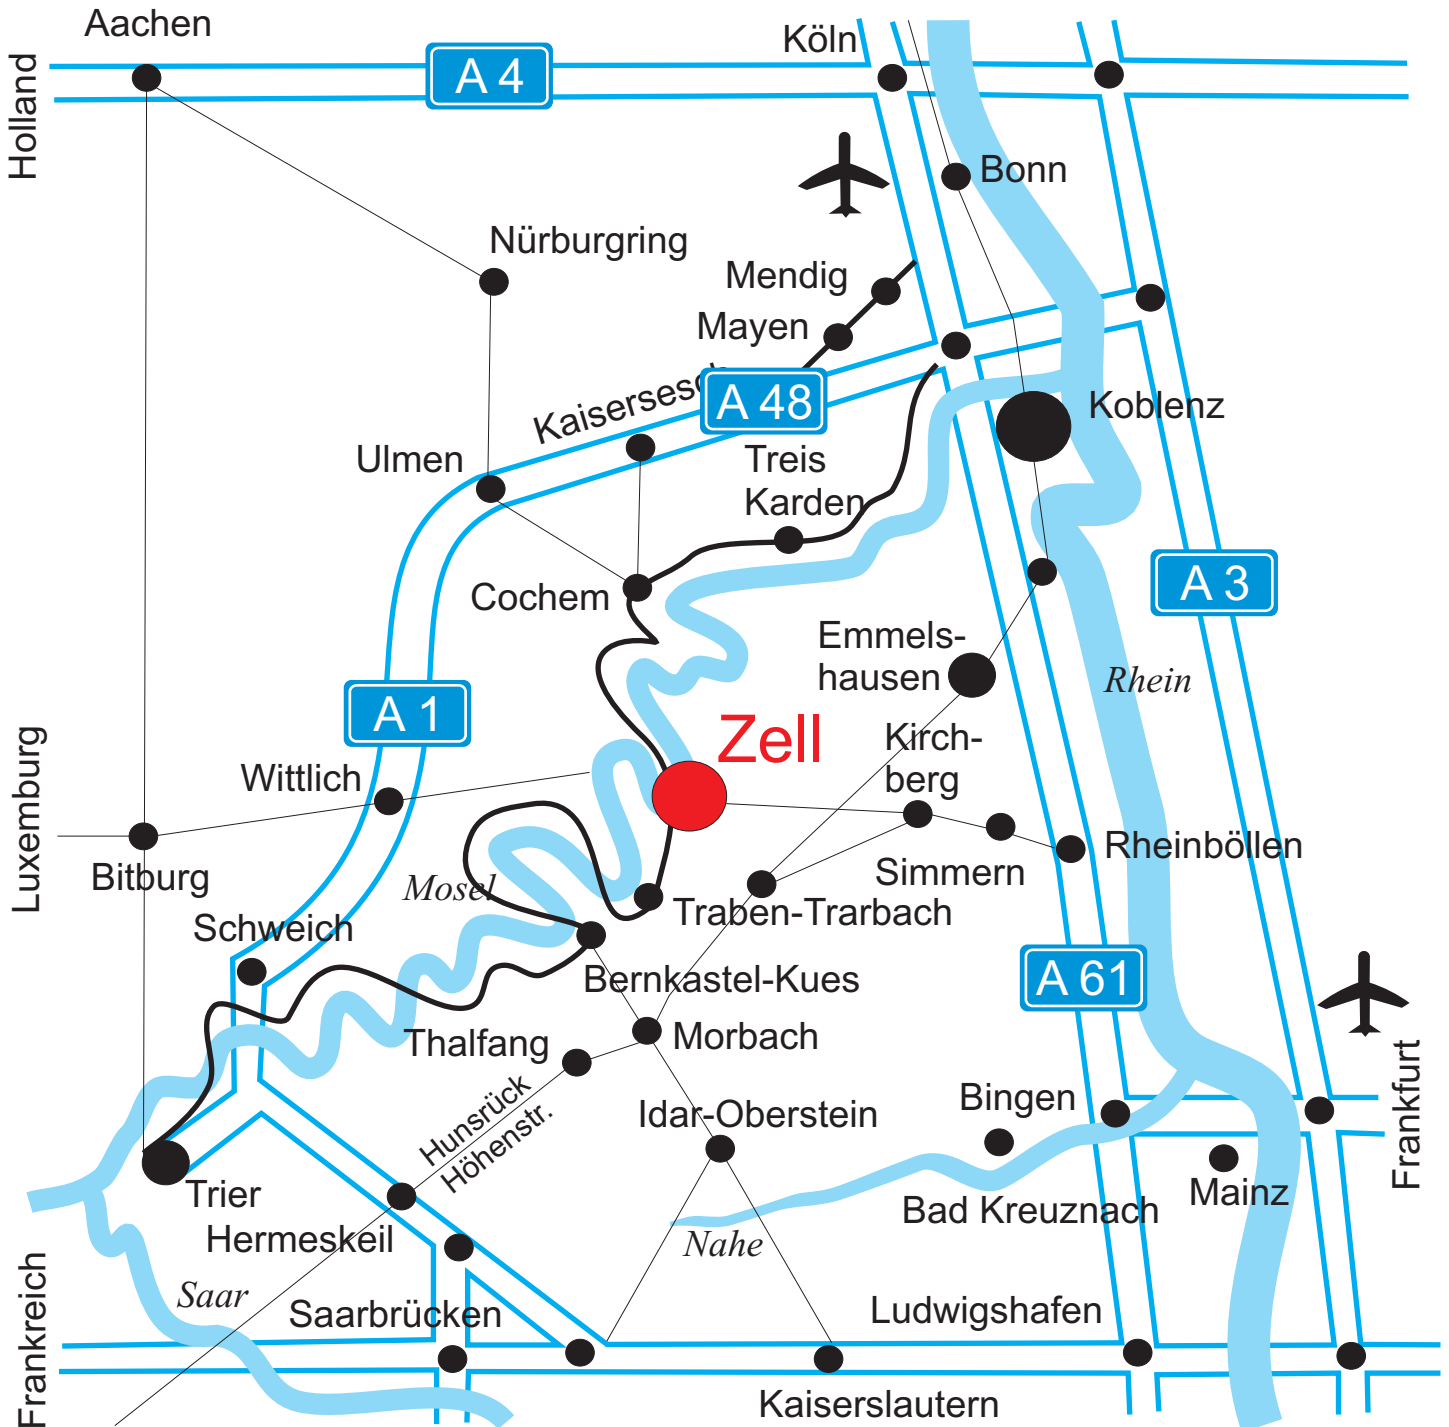 Aachen
Köln
A 4
Holland
Bonn
Nürburgring
Mendig
Mayen
A 48
Koblenz
Ulmen
Treis
Karden
A 3
Cochem
Emmels-
hausen
Rhein
A 1
Zell
Kirch-
berg
Wittlich
Luxemburg
Rheinböllen
Bitburg
Mosel
Simmern
Traben-Trarbach
Schweich
Bernkastel-Kues
A 61
Thalfang
Morbach
Frankfurt
Hunsrück
Höhenstr.
Idar-Oberstein
Bingen
Trier
Bad Kreuznach
Mainz
Hermeskeil
Nahe
Saar
Frankreich
Saarbrücken
Ludwigshafen
Kaiserslautern